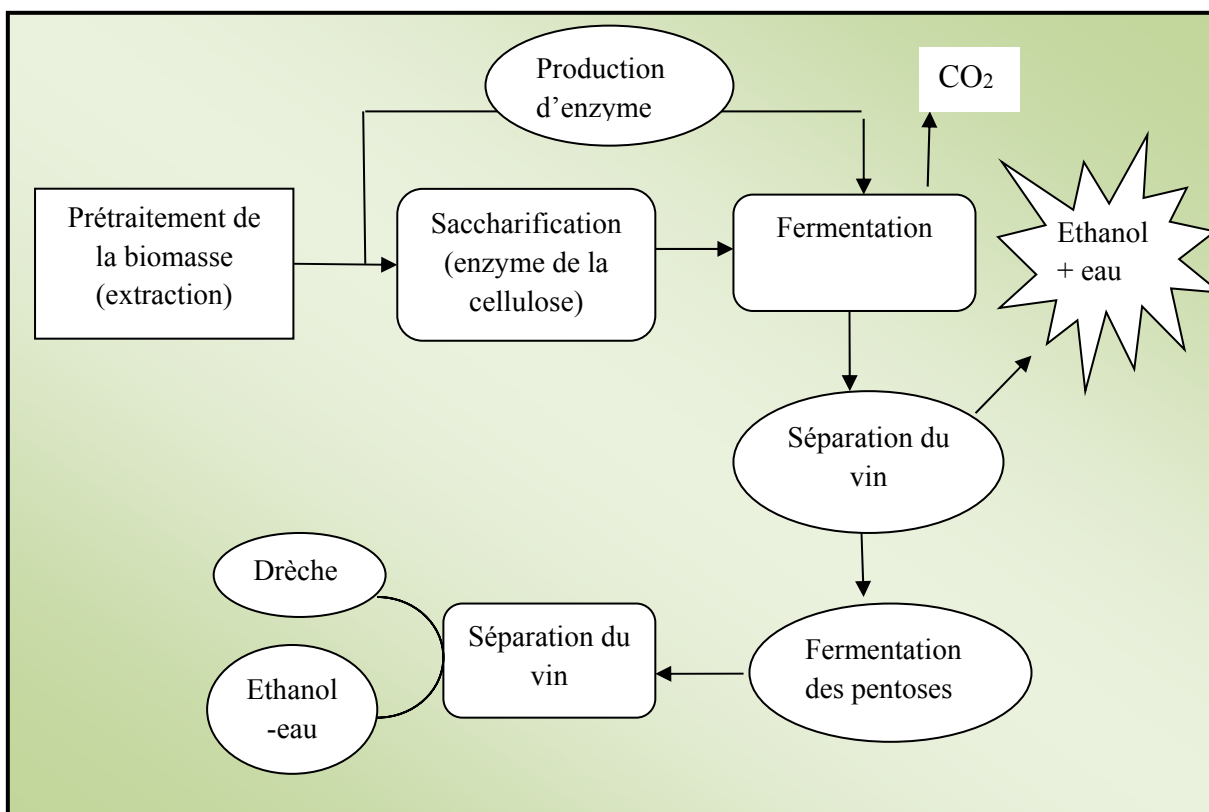 Production
d’enzyme
CO₂
Prétraitement de
la biomasse
(extraction)
Saccharification
(enzyme de la
cellulose)
Fermentation
Ethanol
+ eau
Séparation du
vin
Fermentation
des pentoses
Séparation du
vin
Drèche
Ethanol
-eau